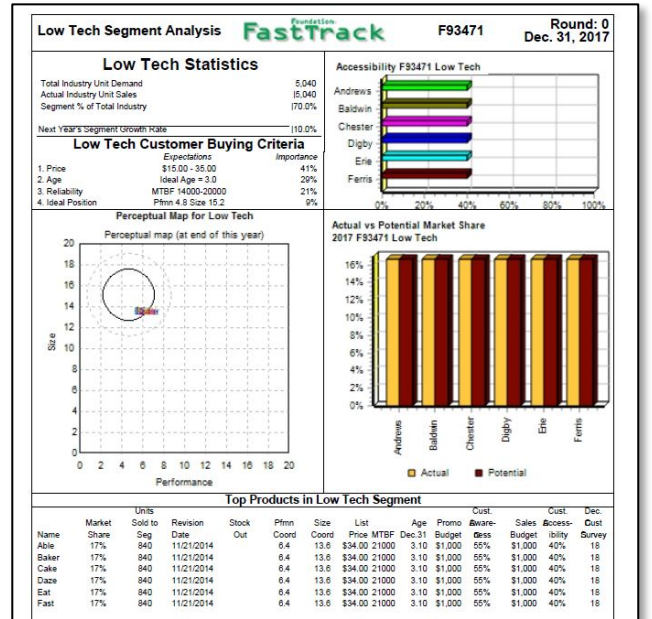 Low Tech Segment Analysis
Foundation
FastTrack
F93471
Round: 0
Dec. 31, 2017
Low Tech Statistics
Total Industry Unit Demand 5,040
Actual Industry Unit Sales |5,040
Segment % of Total Industry |70.0%
Next Year's Segment Growth Rate |10.0%
Low Tech Customer Buying Criteria
Expectations Importance
1. Price $15.00 - 35.00 41%
2. Age Ideal Age = 3.0 29%
3. Reliability MTBF 14000-20000 21%
4. Ideal Position Pfmn 4.8 Size 15.2 9%
Accessibility F93471 Low Tech
Andrews
Baldwin
Chester
Digby
Erie
Ferris
0% 20% 40% 60% 80% 100%
Perceptual Map for Low Tech
Perceptual map (at end of this year)
20
18
16
14
12
10
8
6
4
2
0
Size
0 2 4 6 8 10 12 14 16 18 20
Performance
Actual vs Potential Market Share
2017 F93471 Low Tech
16%
14%
12%
10%
8%
6%
4%
2%
0%
Andrews Baldwin Chester Digby Erie Ferris
Actual Potential
Top Products in Low Tech Segment
Units Cust. Cust. Dec.
Market Sold to Revision Stock Pfmn Size List Age Promo Aware- Sales Access- Cust
Name Share Seg Date Out Coord Coord Price MTBF Dec.31 Budget ness Budget ibility Survey
Able 17% 840 11/21/2014 6.4 13.6 $34.00 21000 3.10 $1,000 55% $1,000 40% 18
Baker 17% 840 11/21/2014 6.4 13.6 $34.00 21000 3.10 $1,000 55% $1,000 40% 18
Cake 17% 840 11/21/2014 6.4 13.6 $34.00 21000 3.10 $1,000 55% $1,000 40% 18
Daze 17% 840 11/21/2014 6.4 13.6 $34.00 21000 3.10 $1,000 55% $1,000 40% 18
Eat 17% 840 11/21/2014 6.4 13.6 $34.00 21000 3.10 $1,000 55% $1,000 40% 18
Fast 17% 840 11/21/2014 6.4 13.6 $34.00 21000 3.10 $1,000 55% $1,000 40% 18